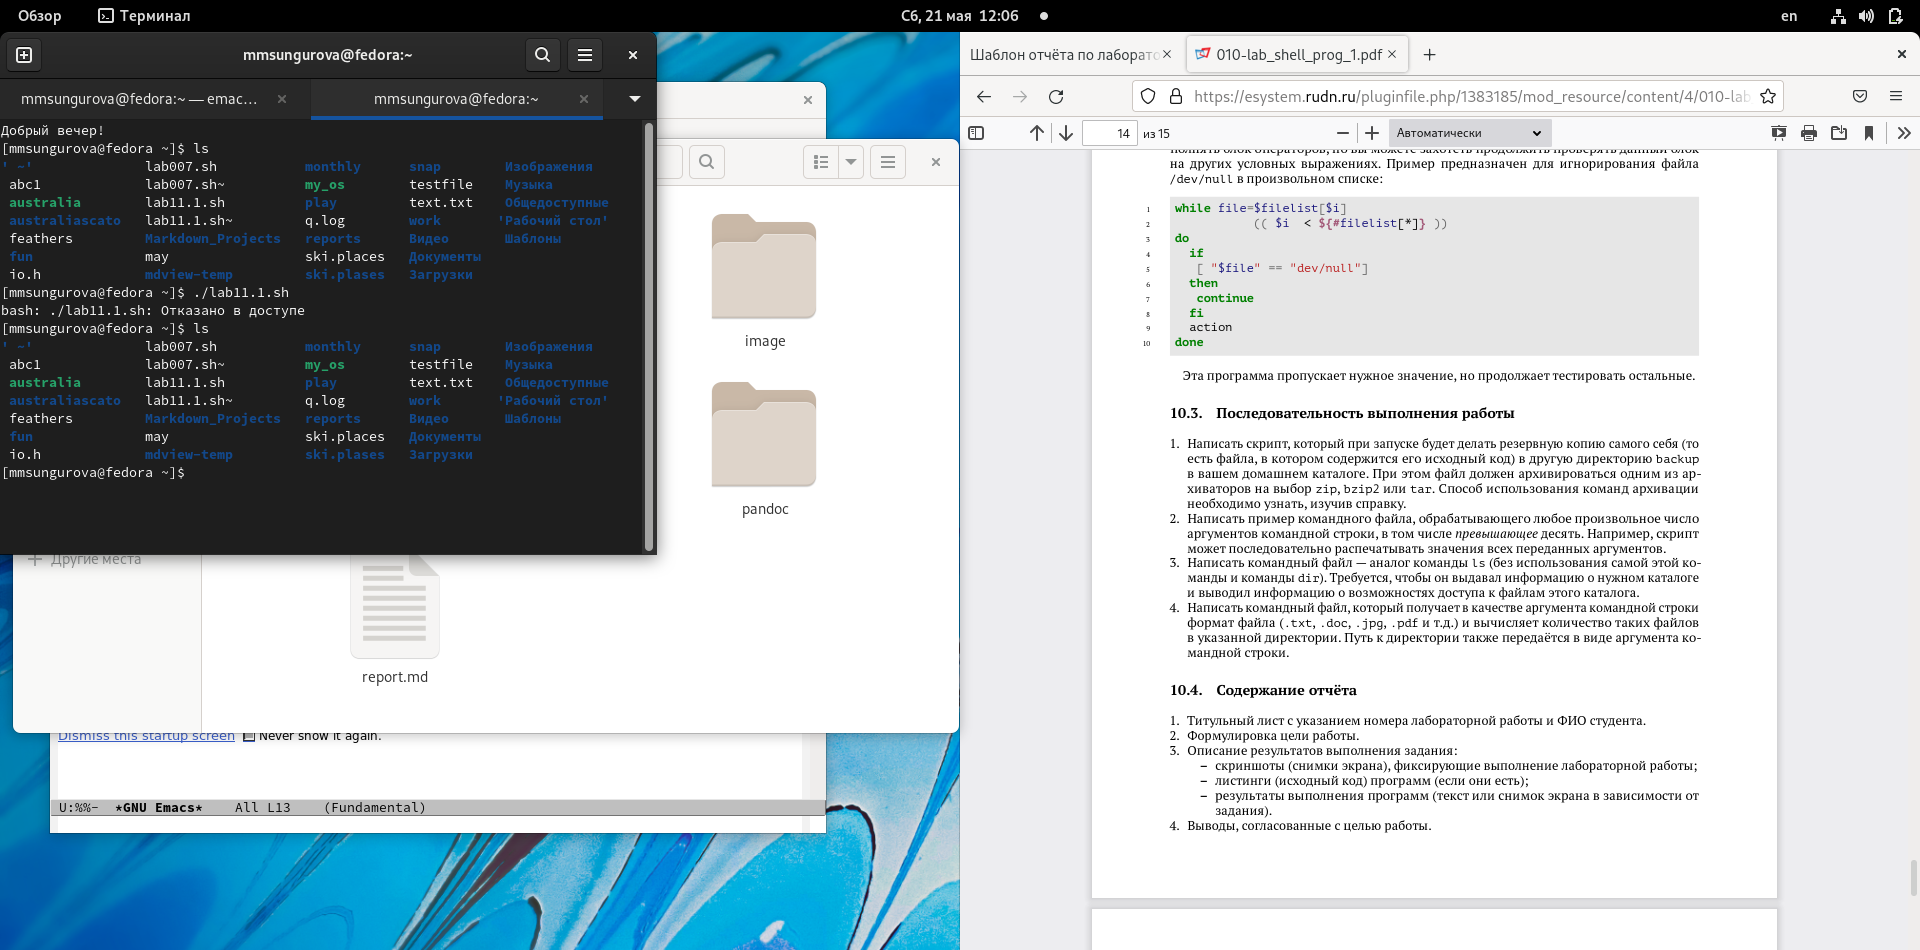 Обзор
Терминал
Сб, 21 мая 12:06
en
mmsungurova@fedora:~
mmsungurova@fedora:~ — emac...
mmsungurova@fedora:~
Добрый вечер!
[mmsungurova@fedora ~]$ ls
' ~' lab007.sh monthly snap Изображения
abc1 lab007.sh~ my_os testfile Музыка
australia lab11.1.sh play text.txt Общедоступные
australiascato lab11.1.sh~ q.log work 'Рабочий стол'
feathers Markdown_Projects reports Видео Шаблоны
fun may ski.places Документы
io.h mdview-temp ski.plases Загрузки
[mmsungurova@fedora ~]$ ./lab11.1.sh
bash: ./lab11.1.sh: Отказано в доступе
[mmsungurova@fedora ~]$ ls
' ~' lab007.sh monthly snap Изображения
abc1 lab007.sh~ my_os testfile Музыка
australia lab11.1.sh play text.txt Общедоступные
australiascato lab11.1.sh~ q.log work 'Рабочий стол'
feathers Markdown_Projects reports Видео Шаблоны
fun may ski.places Документы
io.h mdview-temp ski.plases Загрузки
[mmsungurova@fedora ~]$
Другие места
image
pandoc
report.md
Dismiss this startup screen Never show it again.
U:%%- *GNU Emacs* All L13 (Fundamental)
Шаблон отчёта по лаборато
010-lab_shell_prog_1.pdf
https://esystem.rudn.ru/pluginfile.php/1383185/mod_resource/content/4/010-lab
14 из 15
Автоматически
полнять блок операторов, но вы можете захотеть продолжить проверять данный блок
на других условных выражениях. Пример предназначен для игнорирования файла
/dev/null в произвольном списке:
1 while file=$filelist[$i]
2 (( $i < ${#filelist[*]} ))
3 do
4 if
5 [ "$file" == "dev/null"]
6 then
7 continue
8 fi
9 action
10 done
Эта программа пропускает нужное значение, но продолжает тестировать остальные.
10.3. Последовательность выполнения работы
1. Написать скрипт, который при запуске будет делать резервную копию самого себя (то
есть файла, в котором содержится его исходный код) в другую директорию backup
в вашем домашнем каталоге. При этом файл должен архивироваться одним из ар-
хиваторов на выбор zip, bzip2 или tar. Способ использования команд архивации
необходимо узнать, изучив справку.
2. Написать пример командного файла, обрабатывающего любое произвольное число
аргументов командной строки, в том числе превышающее десять. Например, скрипт
может последовательно распечатывать значения всех переданных аргументов.
3. Написать командный файл — аналог команды ls (без использования самой этой ко-
манды и команды dir). Требуется, чтобы он выдавал информацию о нужном каталоге
и выводил информацию о возможностях доступа к файлам этого каталога.
4. Написать командный файл, который получает в качестве аргумента командной строки
формат файла (.txt, .doc, .jpg, .pdf и т.д.) и вычисляет количество таких файлов
в указанной директории. Путь к директории также передаётся в виде аргумента ко-
мандной строки.
10.4. Содержание отчёта
1. Титульный лист с указанием номера лабораторной работы и ФИО студента.
2. Формулировка цели работы.
3. Описание результатов выполнения задания:
– скриншоты (снимки экрана), фиксирующие выполнение лабораторной работы;
– листинги (исходный код) программ (если они есть);
– результаты выполнения программ (текст или снимок экрана в зависимости от
задания).
4. Выводы, согласованные с целью работы.